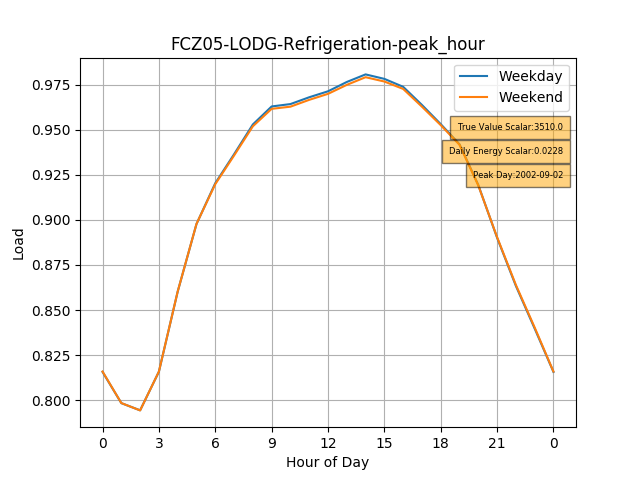 FCZ05-LODG-Refrigeration-peak_hour
Weekday
Weekend
True Value Scalar:3510.0
Daily Energy Scalar:0.0228
Peak Day:2002-09-02
Load
0.975
0.950
0.925
0.900
0.875
0.850
0.825
0.800
0 3 6 9 12 15 18 21 0
Hour of Day